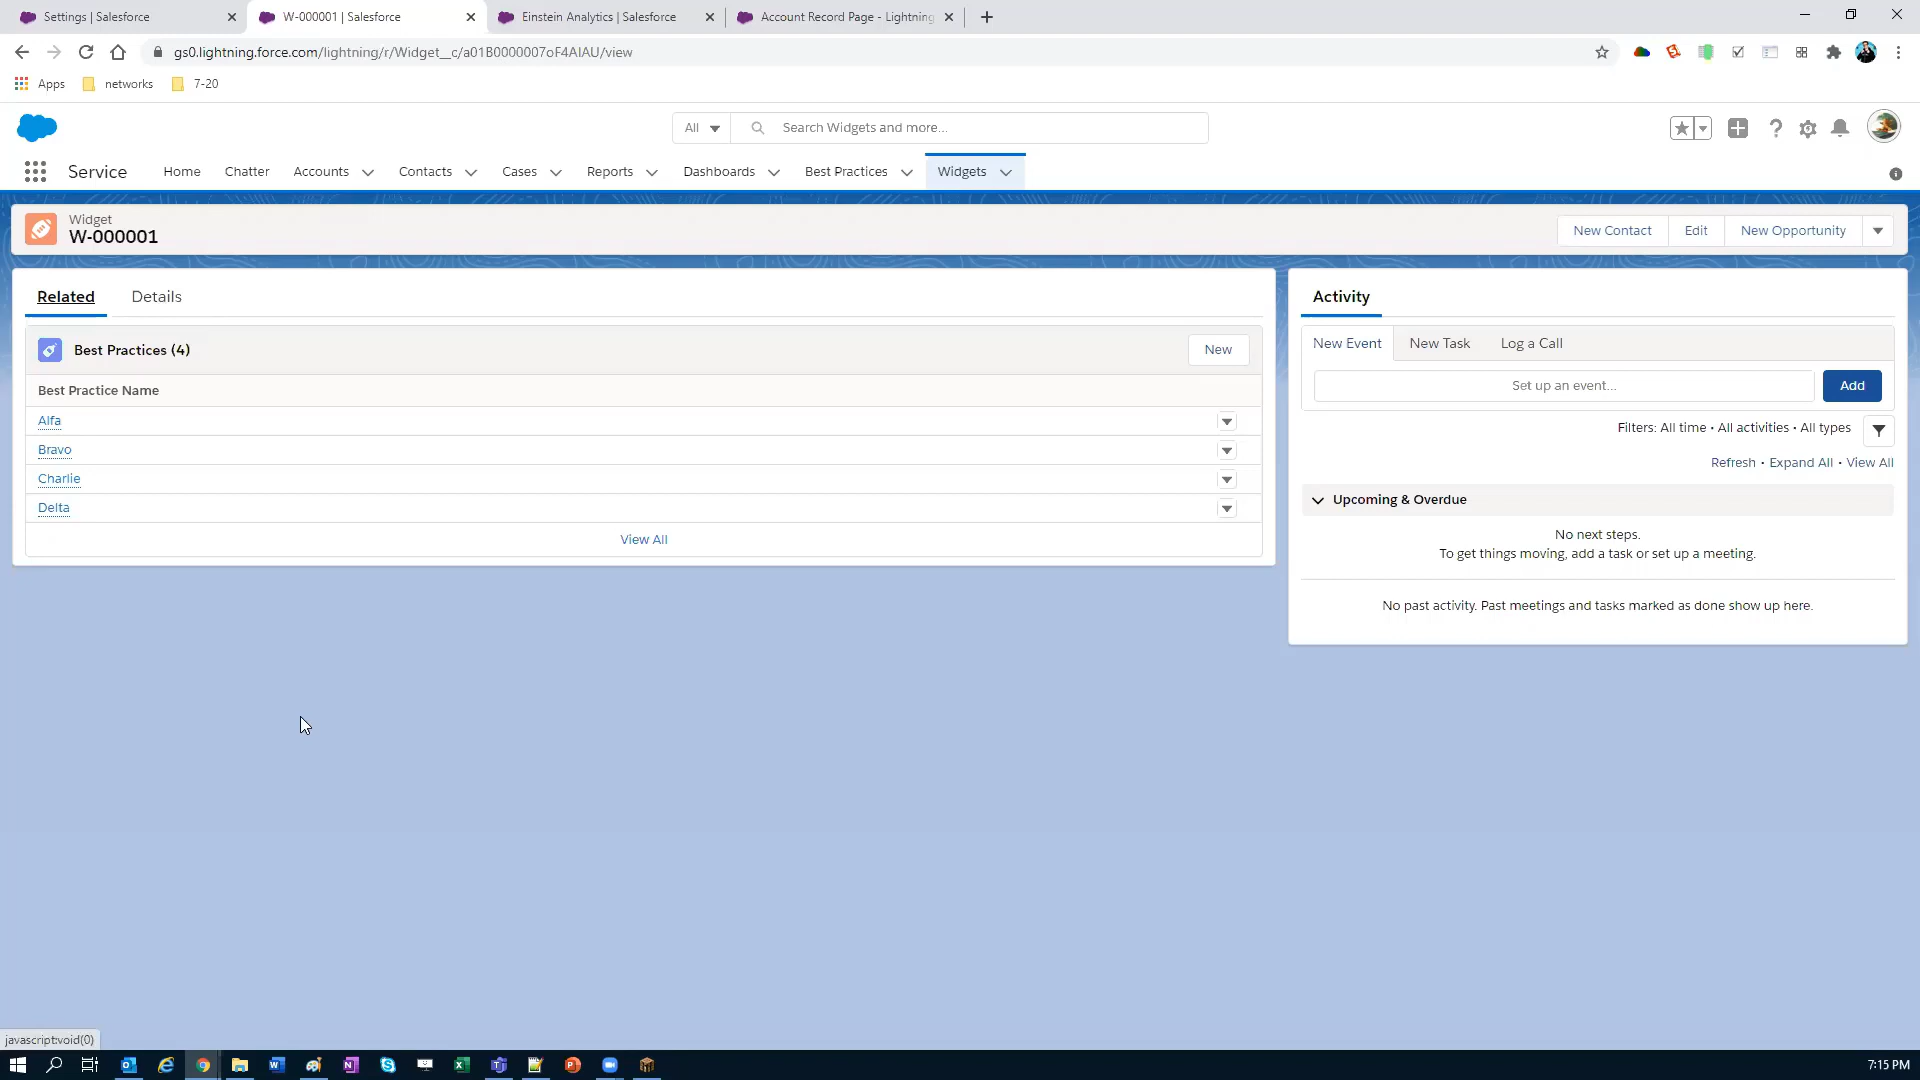 Settings | Salesforce
W-000001 | Salesforce
Einstein Analytics | Salesforce
Account Record Page - Lightning
gs0.lightning.force.com/lightning/r/Widget__c/a01B0000007oF4AIAU/view
Apps
networks
7-20
All
Search Widgets and more...
Service
Home
Chatter
Accounts
Contacts
Cases
Reports
Dashboards
Best Practices
Widgets
Widget
W-000001
New Contact
Edit
New Opportunity
Related
Details
Best Practices (4)
New
Best Practice Name
Alfa
Bravo
Charlie
Delta
View All
Activity
New Event
New Task
Log a Call
Set up an event...
Add
Filters: All time • All activities • All types
Refresh • Expand All • View All
Upcoming & Overdue
No next steps.
To get things moving, add a task or set up a meeting.
No past activity. Past meetings and tasks marked as done show up here.
javascript:void(0)
7:15 PM